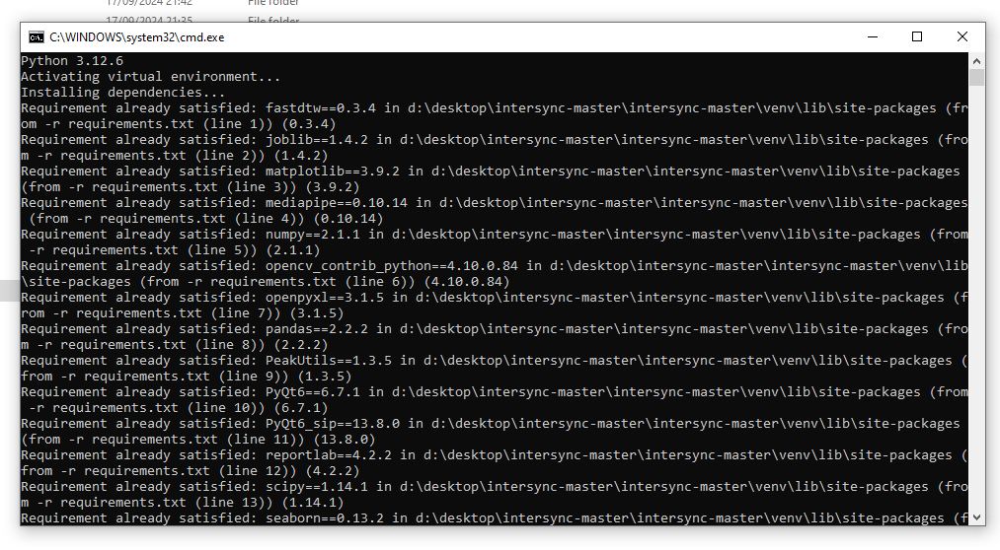 17/09/2024 21:42 File folder
17/09/2024 21:35 File folder
C:\WINDOWS\system32\cmd.exe
Python 3.12.6
Activating virtual environment...
Installing dependencies...
Requirement already satisfied: fastdtw==0.3.4 in d:\desktop\intersync-master\intersync-master\venv\lib\site-packages (fr
om -r requirements.txt (line 1)) (0.3.4)
Requirement already satisfied: joblib==1.4.2 in d:\desktop\intersync-master\intersync-master\venv\lib\site-packages (fro
m -r requirements.txt (line 2)) (1.4.2)
Requirement already satisfied: matplotlib==3.9.2 in d:\desktop\intersync-master\intersync-master\venv\lib\site-packages
(from -r requirements.txt (line 3)) (3.9.2)
Requirement already satisfied: mediapipe==0.10.14 in d:\desktop\intersync-master\intersync-master\venv\lib\site-packages
(from -r requirements.txt (line 4)) (0.10.14)
Requirement already satisfied: numpy==2.1.1 in d:\desktop\intersync-master\intersync-master\venv\lib\site-packages (from
-r requirements.txt (line 5)) (2.1.1)
Requirement already satisfied: opencv_contrib_python==4.10.0.84 in d:\desktop\intersync-master\intersync-master\venv\lib
\site-packages (from -r requirements.txt (line 6)) (4.10.0.84)
Requirement already satisfied: openpyxl==3.1.5 in d:\desktop\intersync-master\intersync-master\venv\lib\site-packages (f
rom -r requirements.txt (line 7)) (3.1.5)
Requirement already satisfied: pandas==2.2.2 in d:\desktop\intersync-master\intersync-master\venv\lib\site-packages (fro
m -r requirements.txt (line 8)) (2.2.2)
Requirement already satisfied: PeakUtils==1.3.5 in d:\desktop\intersync-master\intersync-master\venv\lib\site-packages (
from -r requirements.txt (line 9)) (1.3.5)
Requirement already satisfied: PyQt6==6.7.1 in d:\desktop\intersync-master\intersync-master\venv\lib\site-packages (from
-r requirements.txt (line 10)) (6.7.1)
Requirement already satisfied: PyQt6_sip==13.8.0 in d:\desktop\intersync-master\intersync-master\venv\lib\site-packages
(from -r requirements.txt (line 11)) (13.8.0)
Requirement already satisfied: reportlab==4.2.2 in d:\desktop\intersync-master\intersync-master\venv\lib\site-packages (
from -r requirements.txt (line 12)) (4.2.2)
Requirement already satisfied: scipy==1.14.1 in d:\desktop\intersync-master\intersync-master\venv\lib\site-packages (fro
m -r requirements.txt (line 13)) (1.14.1)
Requirement already satisfied: seaborn==0.13.2 in d:\desktop\intersync-master\intersync-master\venv\lib\site-packages (f